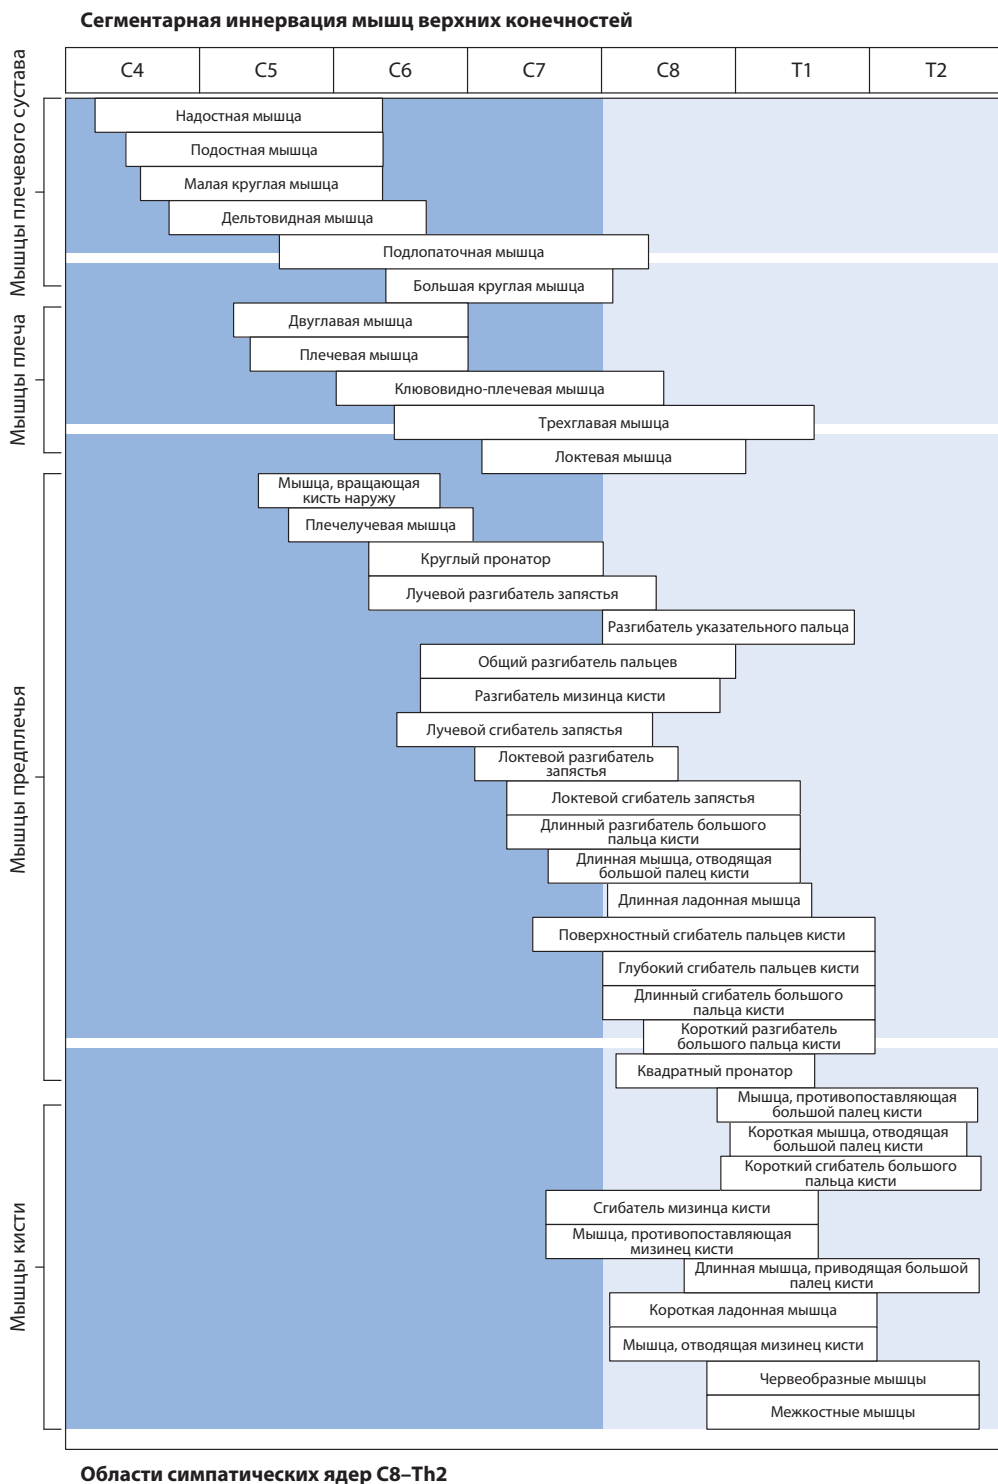 Сегментарная иннервация мышц верхних конечностей
C4 C5 C6 C7 C8 T1 T2
Мышцы плечевого сустава
Надостная мышца
Подостная мышца
Малая круглая мышца
Дельтовидная мышца
Подлопаточная мышца
Большая круглая мышца
Мышцы плеча
Двуглавая мышца
Плечевая мышца
Клювовидно-плечевая мышца
Трехглавая мышца
Локтевая мышца
Мышцы предплечья
Мышца, вращающая
кисть наружу
Плечелучевая мышца
Круглый пронатор
Лучевой разгибатель запястья
Разгибатель указательного пальца
Общий разгибатель пальцев
Разгибатель мизинца кисти
Лучевой сгибатель запястья
Локтевой разгибатель
запястья
Локтевой сгибатель запястья
Длинный разгибатель большого
пальца кисти
Длинная мышца, отводящая
большой палец кисти
Длинная ладонная мышца
Поверхностный сгибатель пальцев кисти
Глубокий сгибатель пальцев кисти
Длинный сгибатель большого
пальца кисти
Короткий разгибатель
большого пальца кисти
Квадратный пронатор
Мышцы кисти
Мышца, противопоставляющая
большой палец кисти
Короткая мышца, отводящая
большой палец кисти
Короткий сгибатель большого
пальца кисти
Сгибатель мизинца кисти
Мышца, противопоставляющая
мизинец кисти
Длинная мышца, приводящая большой
палец кисти
Короткая ладонная мышца
Мышца, отводящая мизинец кисти
Червеобразные мышцы
Межкостные мышцы
Области симпатических ядер C8–Th2